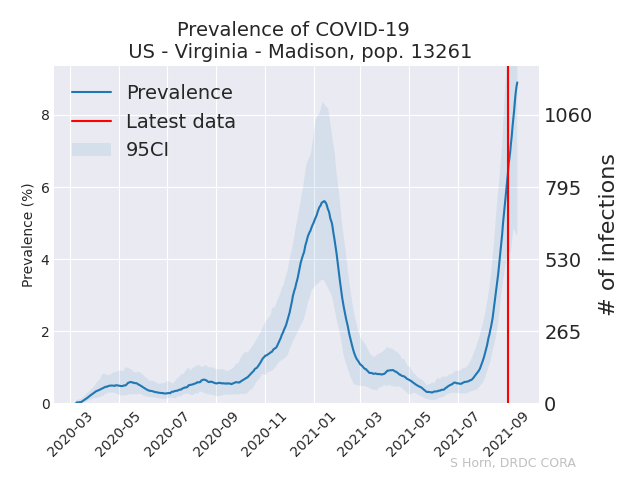 Prevalence of COVID-19
US - Virginia - Madison, pop. 13261
Prevalence
Latest data
95CI
Prevalence (%)
8
6
4
2
0
1060
795
530
265
0
# of infections
2020-03
2020-05
2020-07
2020-09
2020-11
2021-01
2021-03
2021-05
2021-07
2021-09
S Horn, DRDC CORA